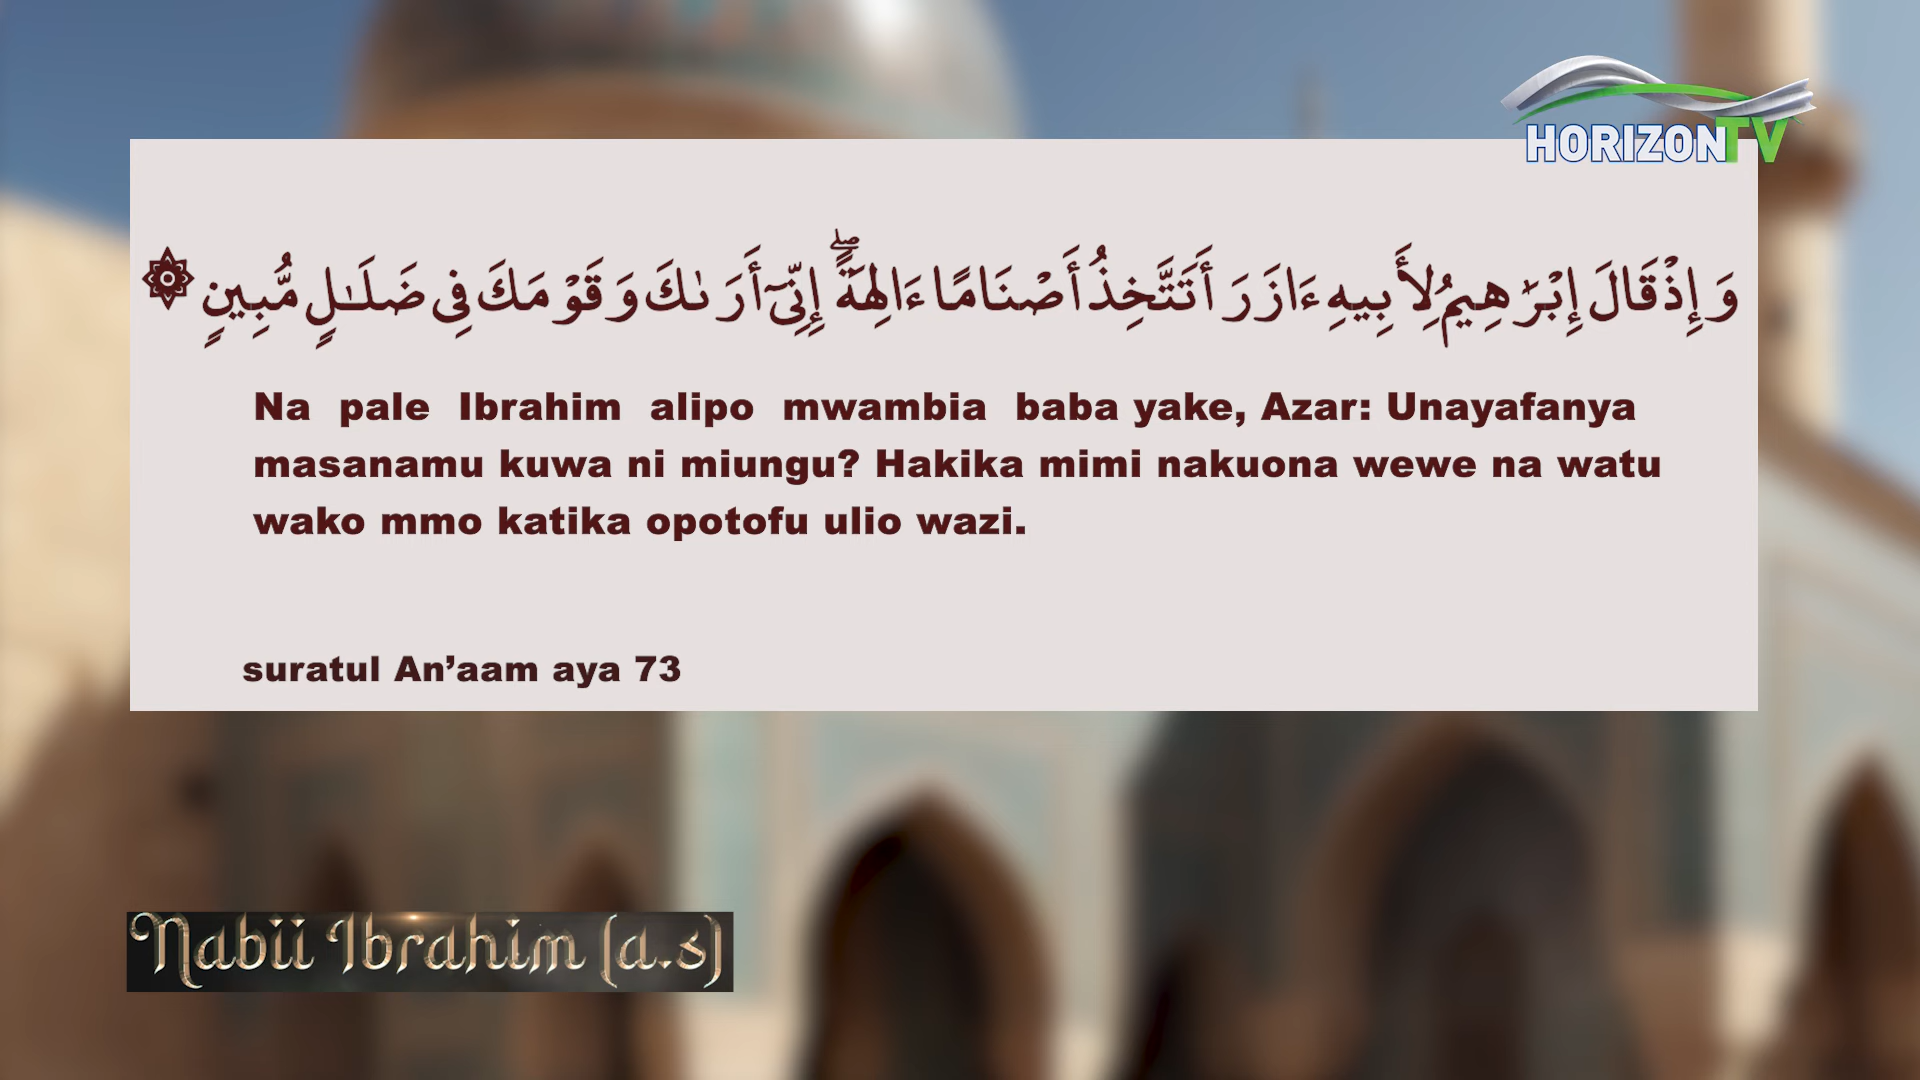 HORIZON TV
وَإِذْ قَالَ إِبْرَٰهِيمُ لِأَبِيهِ ءَازَرَ أَتَتَّخِذُ أَصْنَامًا ءَالِهَةً ۖ إِنِّىٓ أَرَىٰكَ وَقَوْمَكَ فِى ضَلَـٰلٍ مُّبِينٍ ۞
Na pale Ibrahim alipo mwambia baba yake, Azar: Unayafanya
masanamu kuwa ni miungu? Hakika mimi nakuona wewe na watu
wako mmo katika opotofu ulio wazi.
suratul An’aam aya 73
Nabii Ibrahim (a.s)